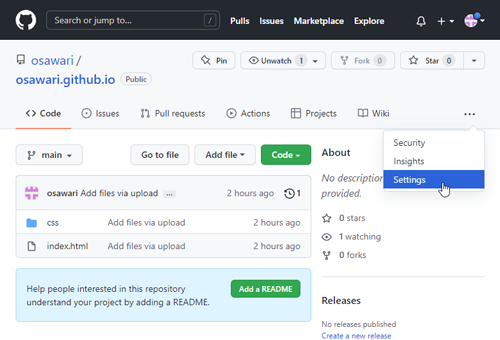 Search or jump to... /
Pulls Issues Marketplace Explore
osawari /
osawari.github.io Public
Pin
Unwatch 1
Fork 0
Star 0
Code Issues Pull requests Actions Projects Wiki ...
Security
Insights
Settings
main Go to file Add file Code
osawari Add files via upload ... 2 hours ago 1
css Add files via upload 2 hours ago
index.html Add files via upload 2 hours ago
Help people interested in this repository
understand your project by adding a README.
Add a README
About
No description
provided.
0 stars
1 watching
0 forks
Releases
No releases published
Create a new release